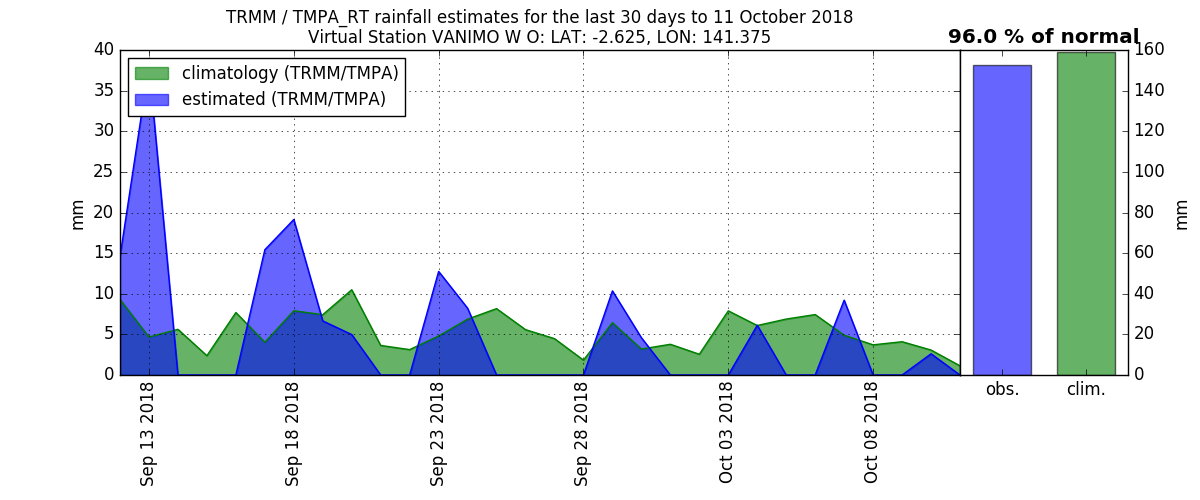 TRMM / TMPA_RT rainfall estimates for the last 30 days to 11 October 2018
Virtual Station VANIMO W O: LAT: -2.625, LON: 141.375
96.0 % of normal
climatology (TRMM/TMPA)
estimated (TRMM/TMPA)
mm
40
35
30
25
20
15
10
5
0
Sep 13 2018
Sep 18 2018
Sep 23 2018
Sep 28 2018
Oct 03 2018
Oct 08 2018
obs.
clim.
160
140
120
100
80
60
40
20
0
mm